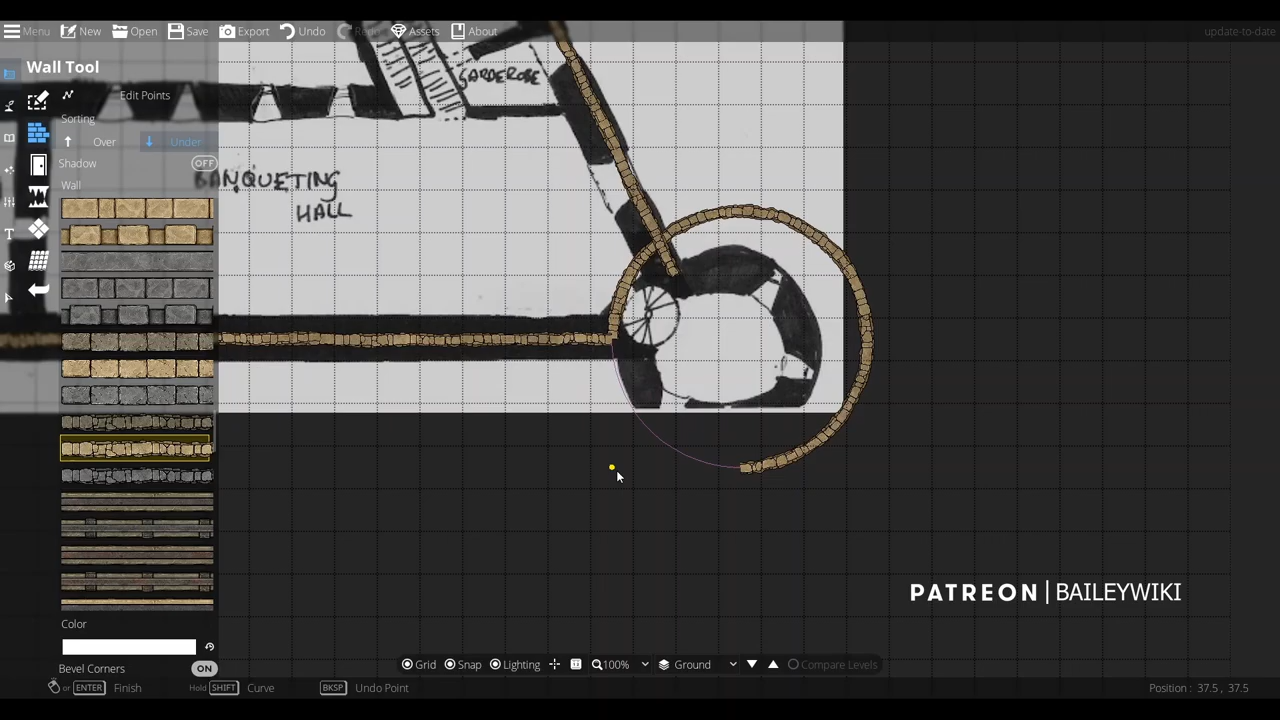 Menu New Open Save Export Undo Redo Assets About update-to-date
Wall Tool
Edit Points
Sorting
Over Under
Shadow OFF
Wall
GARDEROBE
BANQUETING
HALL
PATREON | BAILEYWIKI
Color
Bevel Corners ON
Grid Snap Lighting 100% Ground Compare Levels
or ENTER Finish Hold SHIFT Curve BKSP Undo Point Position : 37.5 , 37.5